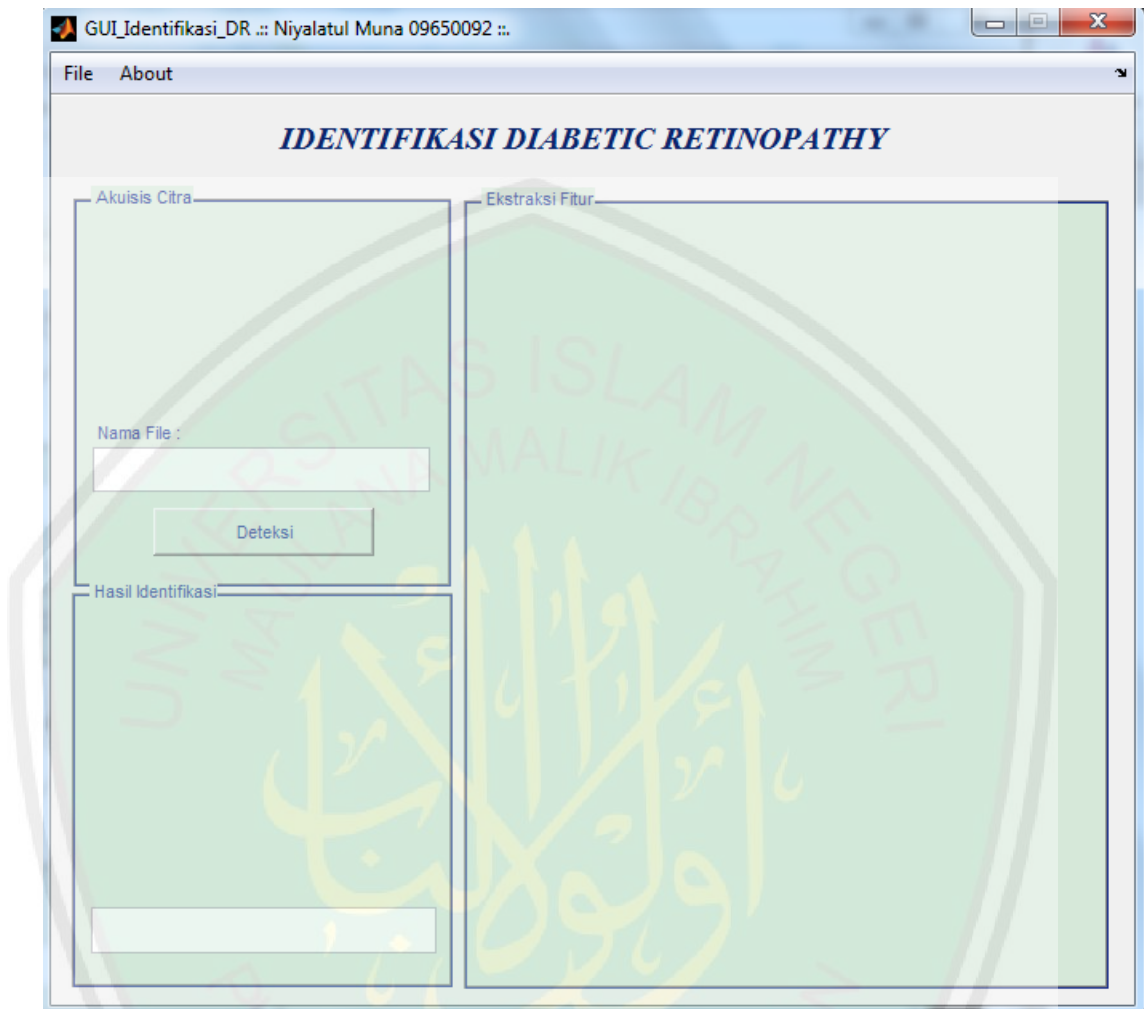 GUI_Identifikasi_DR .:: Niyalatul Muna 09650092 ::.
File About
IDENTIFIKASI DIABETIC RETINOPATHY
Akuisis Citra
Ekstraksi Fitur
Nama File :
Deteksi
Hasil Identifikasi
UNIVERSITAS ISLAM NEGERI
MAULANA MALIK IBRAHIM